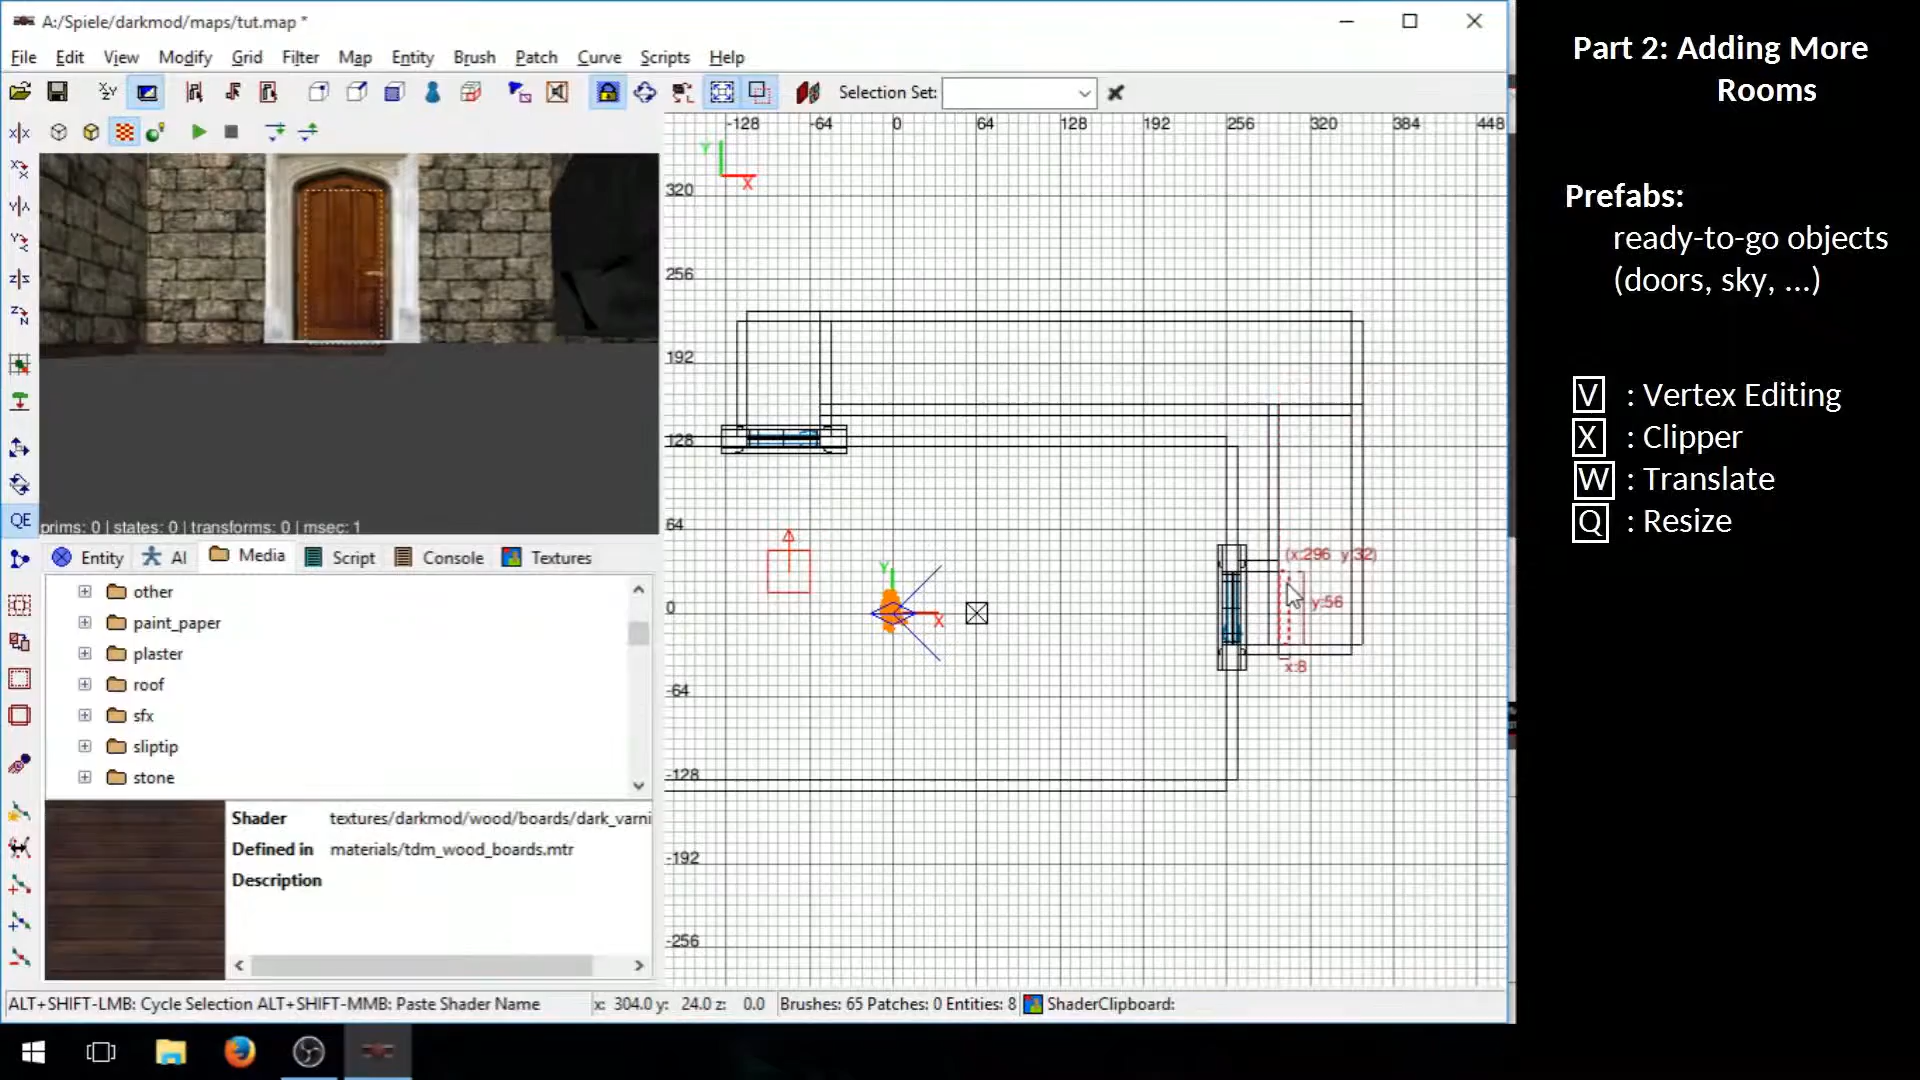 A:/Spiele/darkmod/maps/tut.map *
File Edit View Modify Grid Filter Map Entity Brush Patch Curve Scripts Help
Selection Set:
-128 -64 0 64 128 192 256 320 384 448
Y
X
320
256
192
128
64
0
-64
-128
-192
-256
Y
X
(x:296 y:32)
y:56
x:8
QE
prims: 0 | states: 0 | transforms: 0 | msec: 1
Entity AI Media Script Console Textures
other
paint_paper
plaster
roof
sfx
sliptip
stone
Shader textures/darkmod/wood/boards/dark_varni
Defined in materials/tdm_wood_boards.mtr
Description
ALT+SHIFT-LMB: Cycle Selection ALT+SHIFT-MMB: Paste Shader Name
x: 304.0 y: 24.0 z: 0.0
Brushes: 65 Patches: 0 Entities: 8
ShaderClipboard:
Part 2: Adding More
Rooms
Prefabs:
ready-to-go objects
(doors, sky, ...)
V : Vertex Editing
X : Clipper
W : Translate
Q : Resize